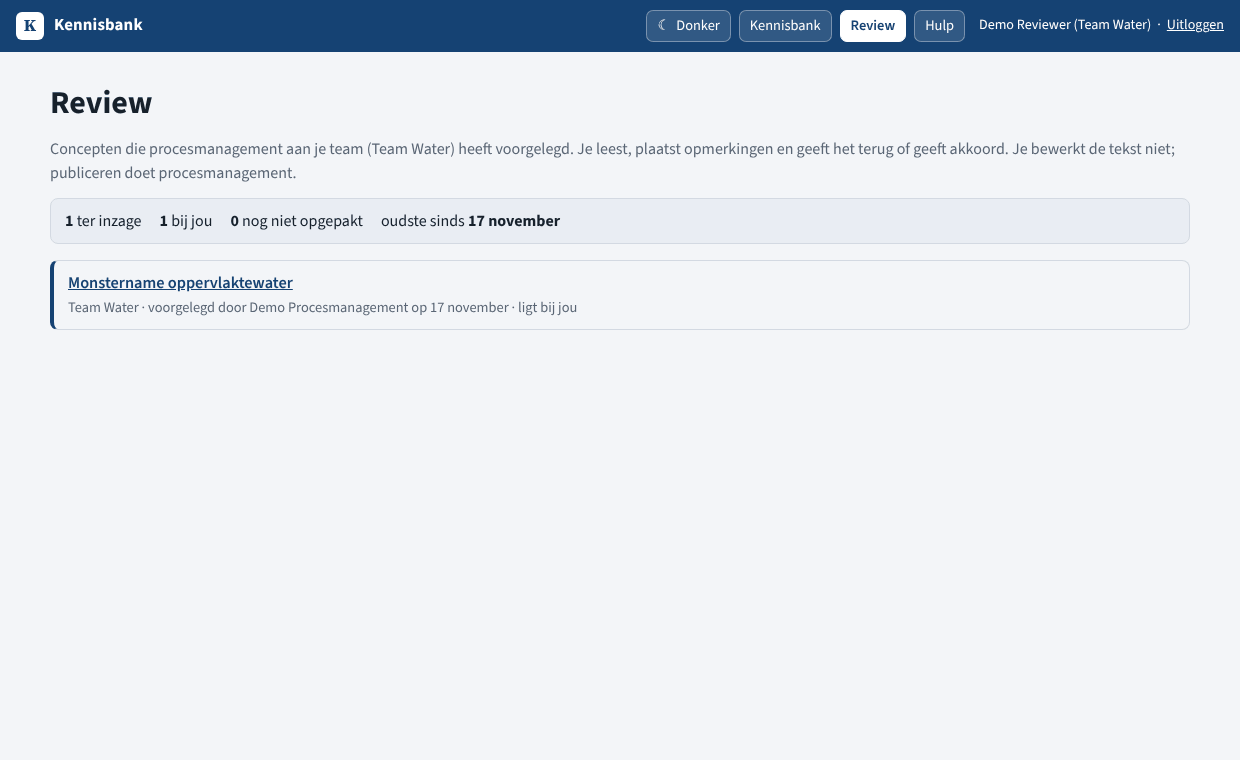 K Kennisbank
☾ Donker Kennisbank Review Hulp Demo Reviewer (Team Water) · Uitloggen
Review
Concepten die procesmanagement aan je team (Team Water) heeft voorgelegd. Je leest, plaatst opmerkingen en geeft het terug of geeft akkoord. Je bewerkt de tekst niet;
publiceren doet procesmanagement.
1 ter inzage 1 bij jou 0 nog niet opgepakt oudste sinds 17 november
Monstername oppervlaktewater
Team Water · voorgelegd door Demo Procesmanagement op 17 november · ligt bij jou